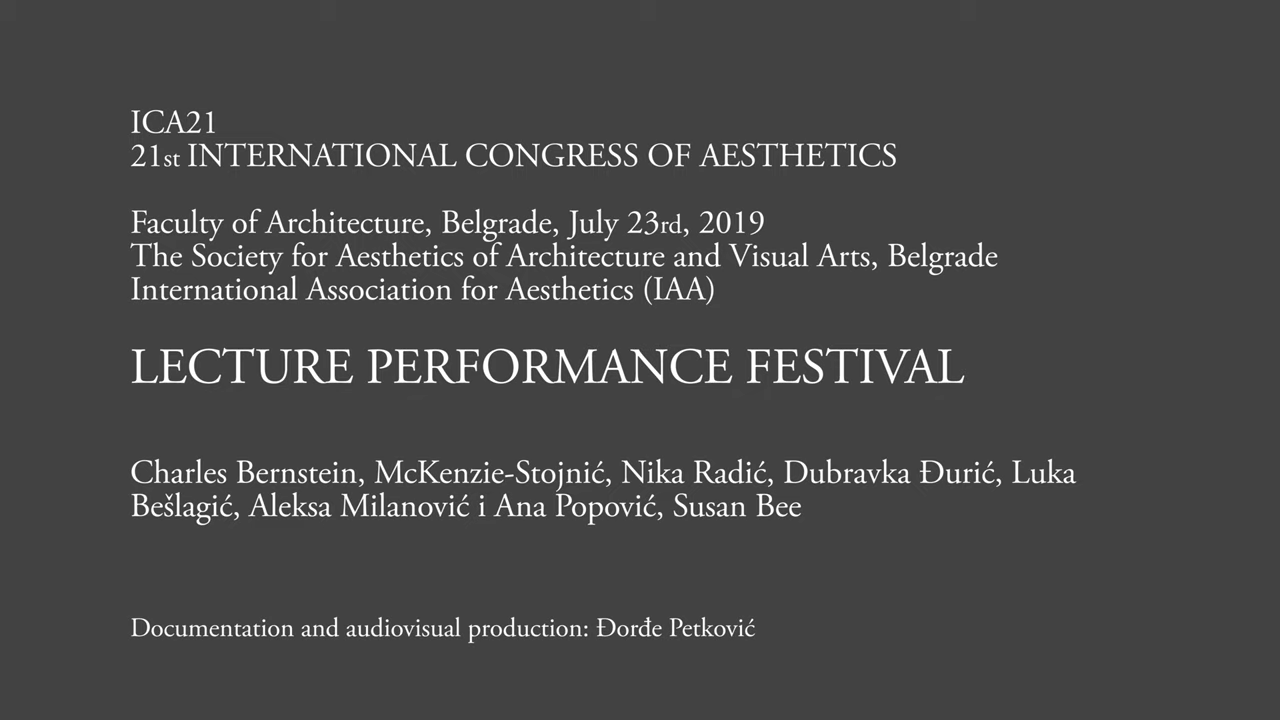 ICA21
21st INTERNATIONAL CONGRESS OF AESTHETICS
Faculty of Architecture, Belgrade, July 23rd, 2019
The Society for Aesthetics of Architecture and Visual Arts, Belgrade
International Association for Aesthetics (IAA)
LECTURE PERFORMANCE FESTIVAL
Charles Bernstein, McKenzie-Stojnić, Nika Radić, Dubravka Đurić, Luka
Bešlagić, Aleksa Milanović i Ana Popović, Susan Bee
Documentation and audiovisual production: Đorđe Petković